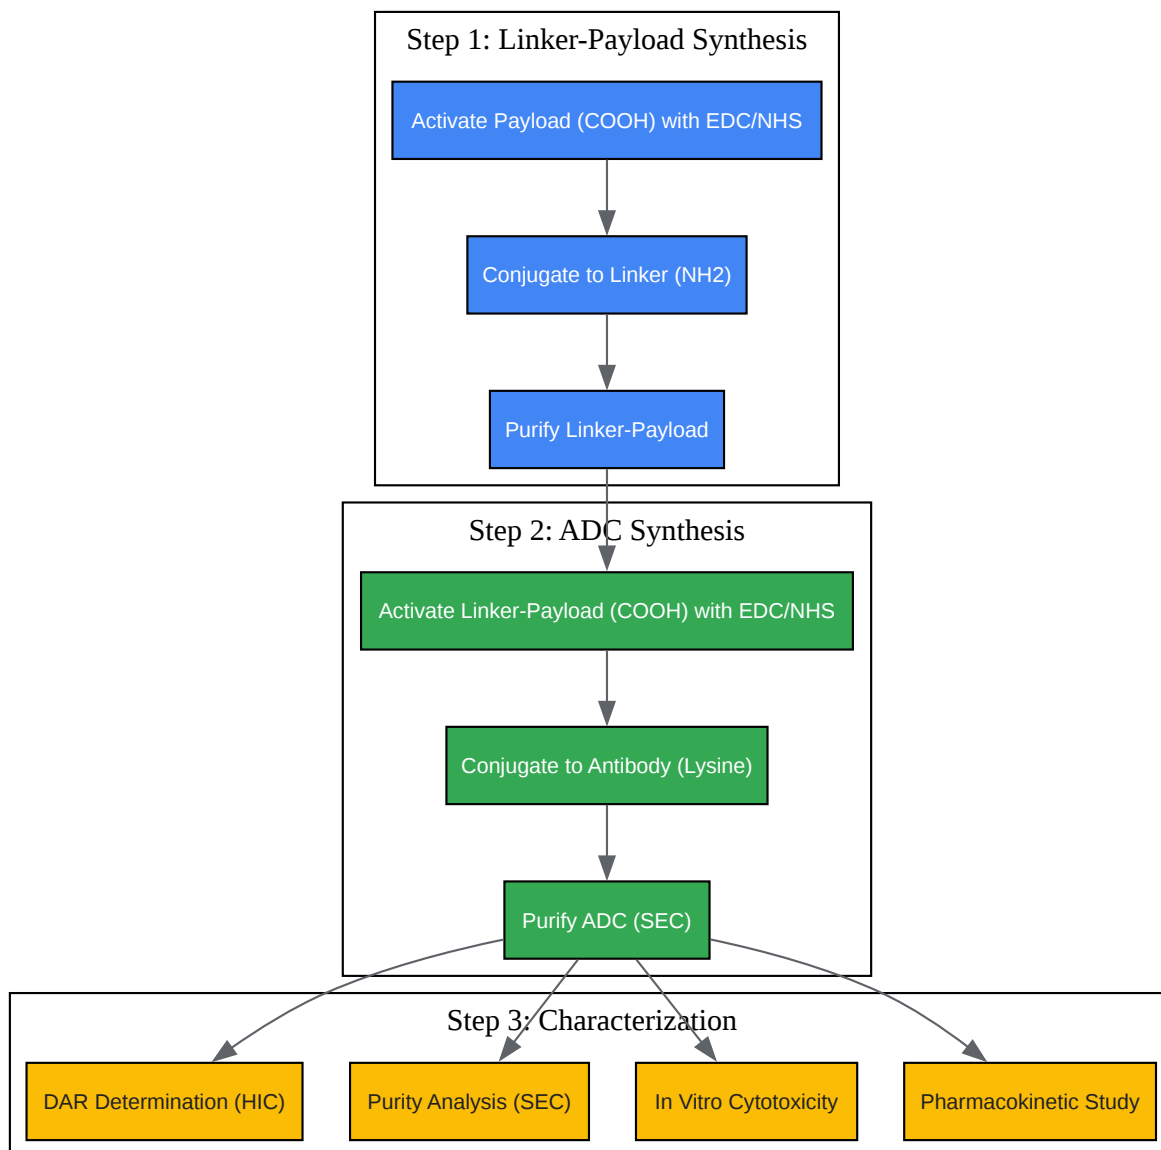 Step 1: Linker-Payload Synthesis
Activate Payload (COOH) with EDC/NHS
Conjugate to Linker (NH2)
Purify Linker-Payload
Step 2: ADC Synthesis
Activate Linker-Payload (COOH) with EDC/NHS
Conjugate to Antibody (Lysine)
Purify ADC (SEC)
Step 3: Characterization
DAR Determination (HIC)
Purity Analysis (SEC)
In Vitro Cytotoxicity
Pharmacokinetic Study